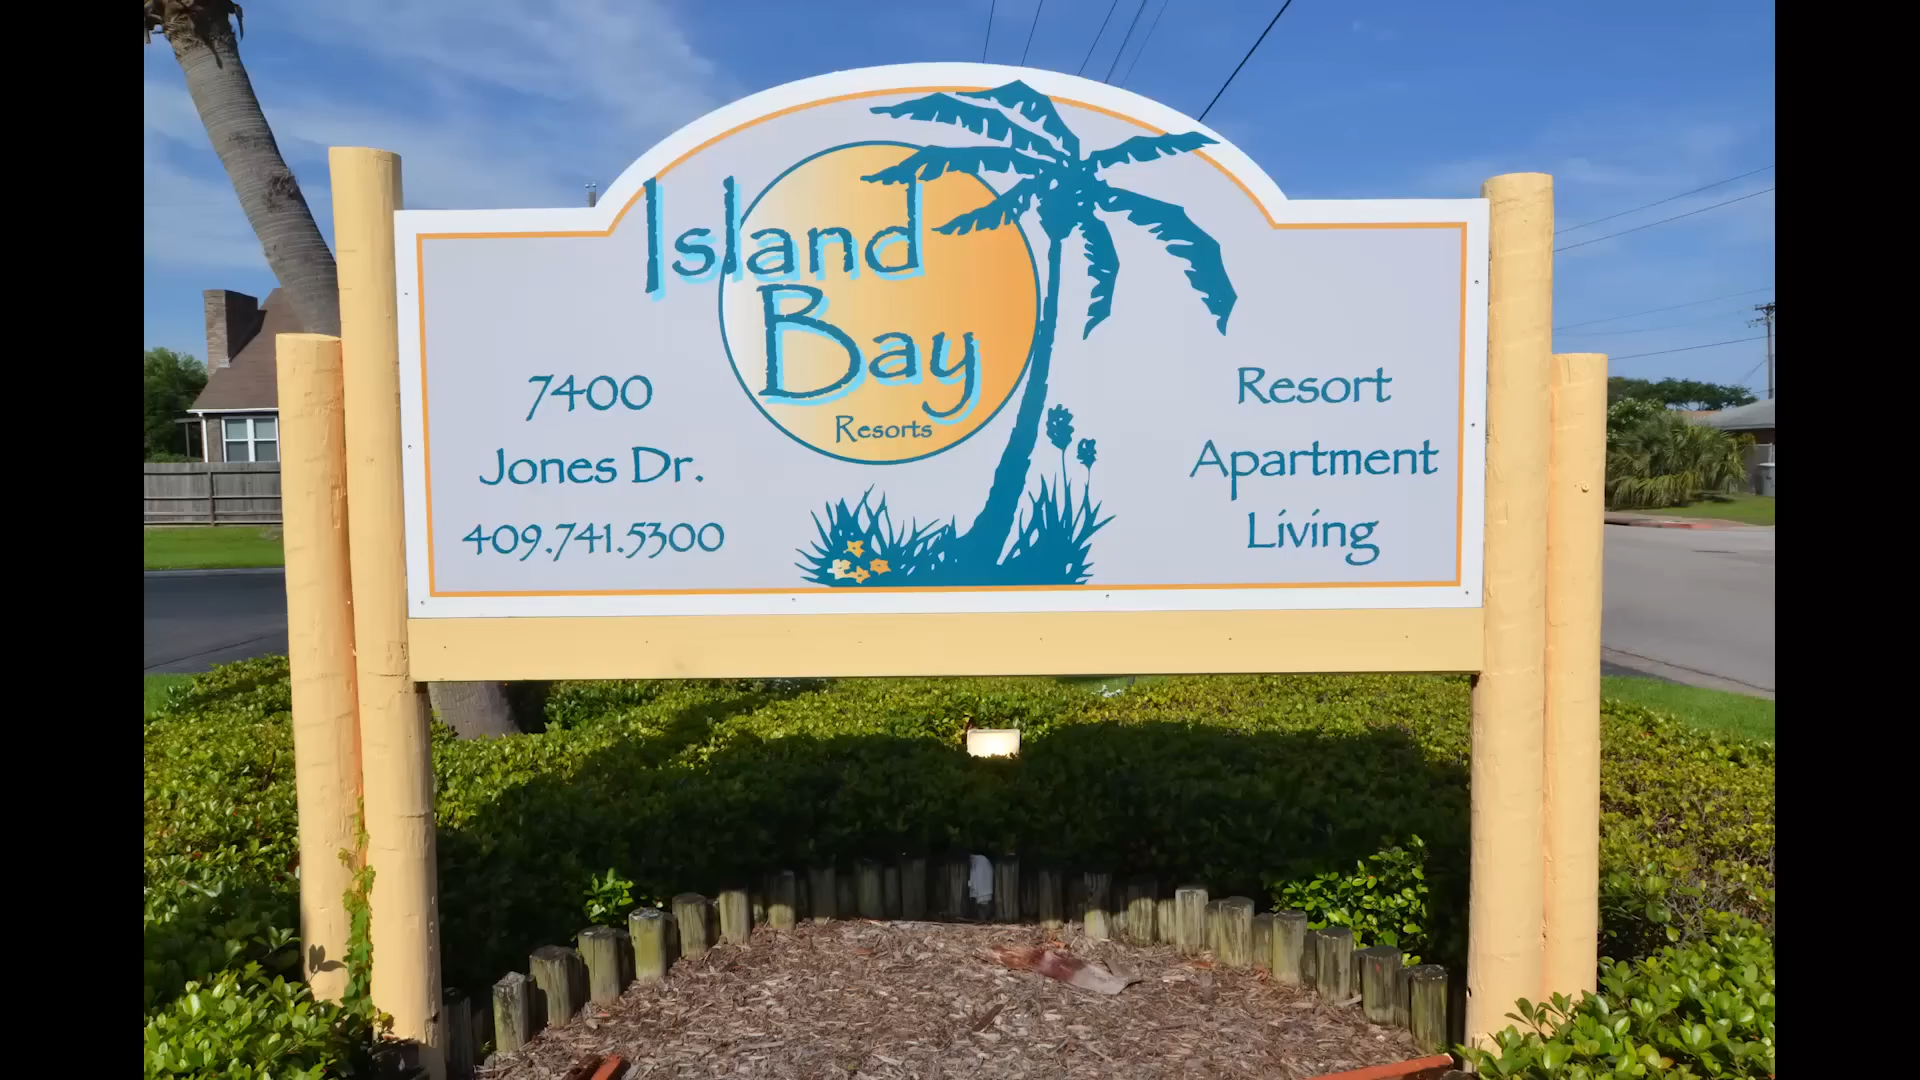 Island
Bay
Resorts
7400
Jones Dr.
409.741.5300
Resort
Apartment
Living